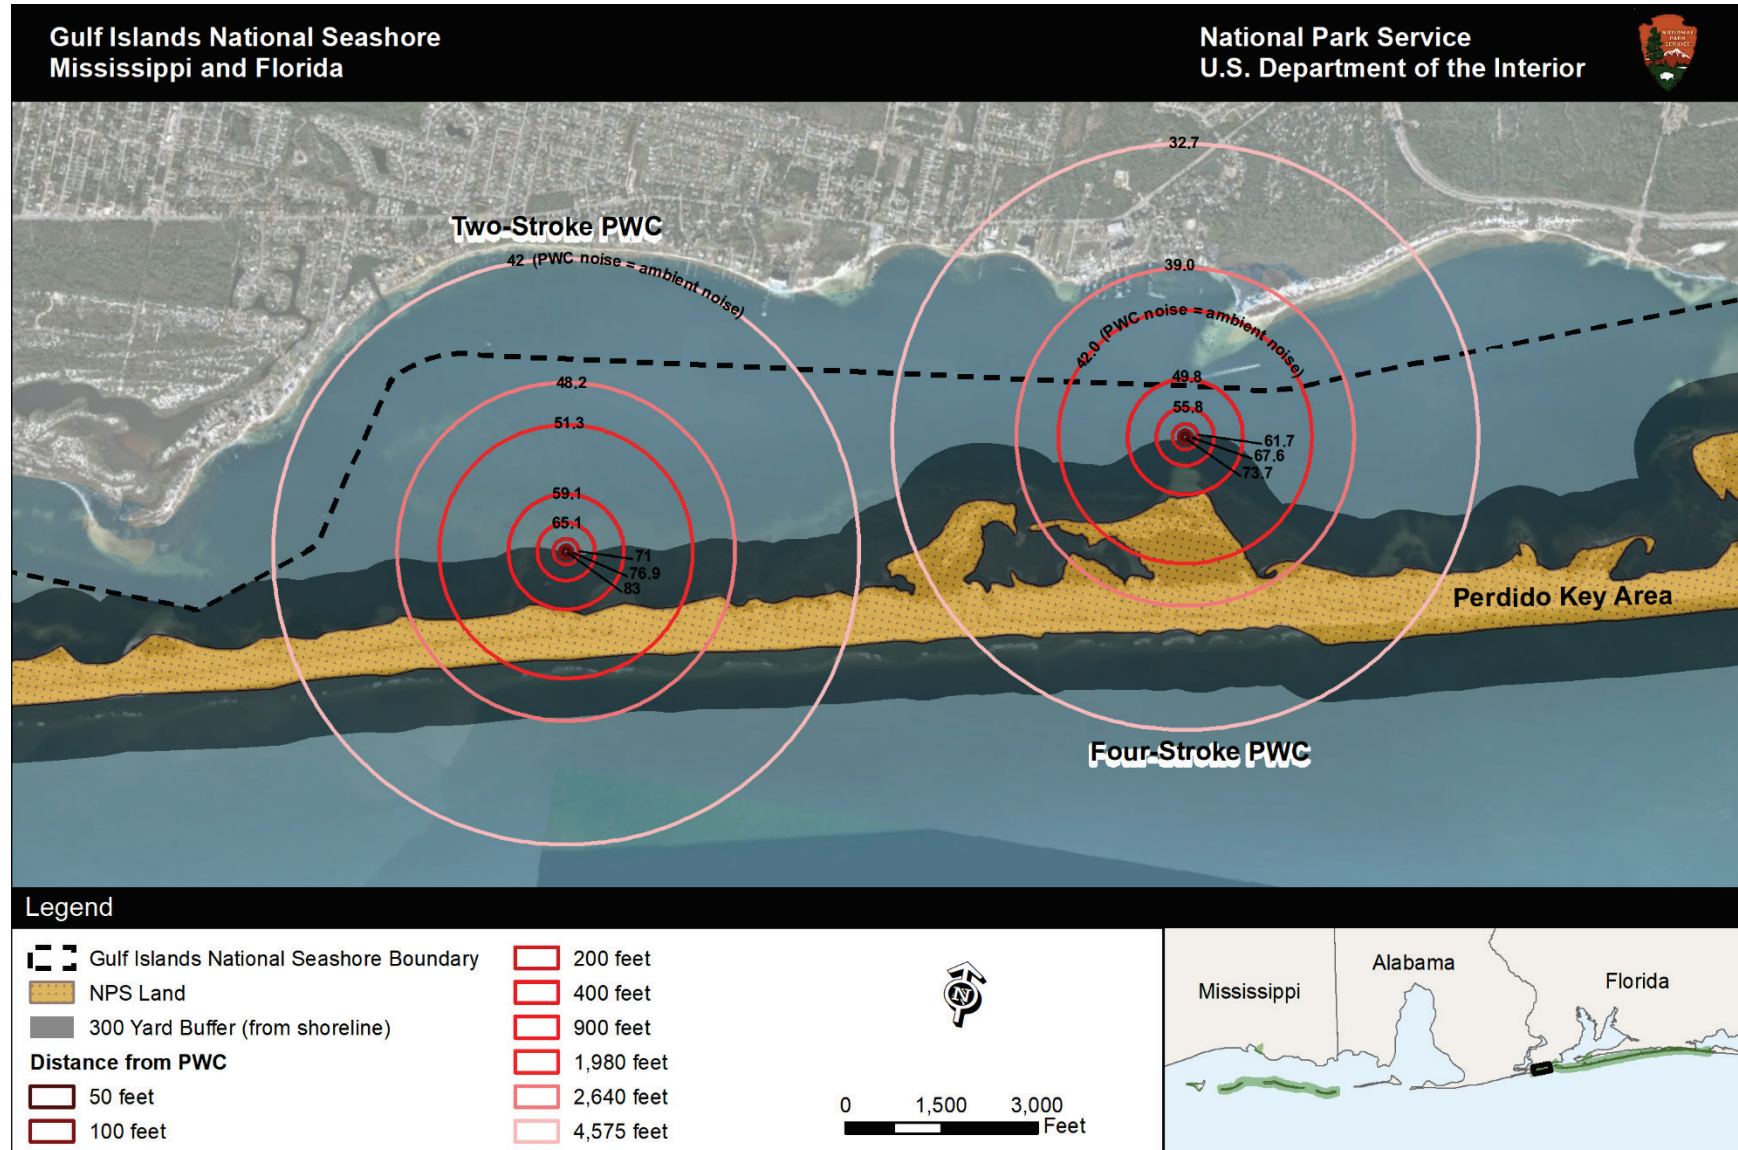 Gulf Islands National Seashore
Mississippi and Florida
National Park Service
U.S. Department of the Interior
NATIONAL
PARK
SERVICE
32.7
Two-Stroke PWC
42 (PWC noise = ambient noise)
39.0
42.0 (PWC noise = ambient noise)
48.2
49.8
51.3
55.8
61.7
67.6
73.7
59.1
65.1
71
76.9
83
Perdido Key Area
Four-Stroke PWC
Legend
Gulf Islands National Seashore Boundary
NPS Land
300 Yard Buffer (from shoreline)
Distance from PWC
50 feet
100 feet
200 feet
400 feet
900 feet
1,980 feet
2,640 feet
4,575 feet
N
0 1,500 3,000
Feet
Mississippi
Alabama
Florida